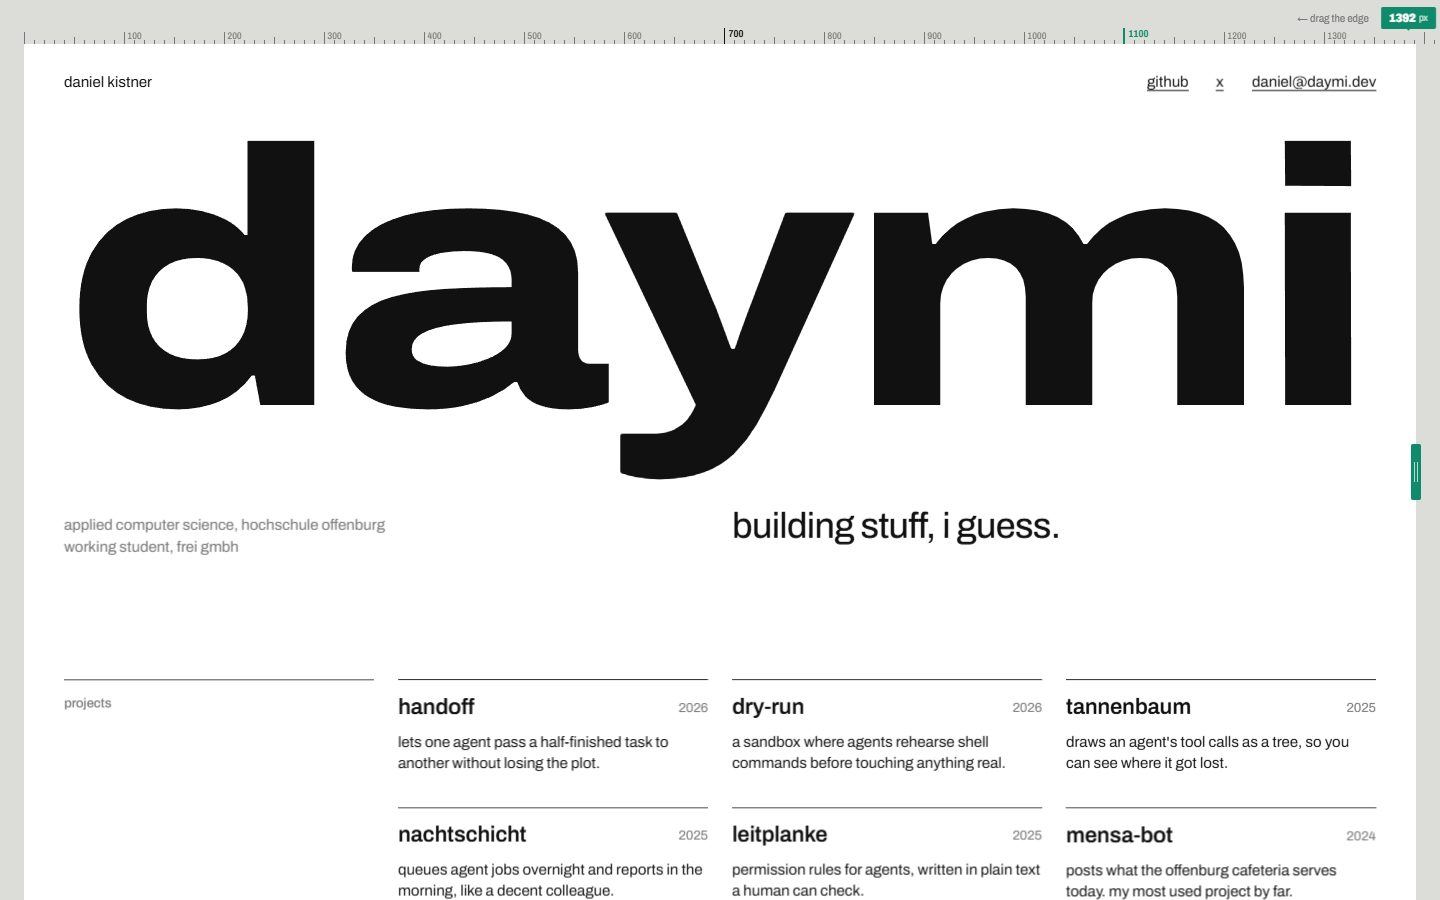 ← drag the edge 1392 px
100 200 300 400 500 600 700 800 900 1000 1100 1200 1300
daniel kistner
github x daniel@daymi.dev
daymi
applied computer science, hochschule offenburg
working student, frei gmbh
building stuff, i guess.
projects
handoff 2026
lets one agent pass a half-finished task to
another without losing the plot.
dry-run 2026
a sandbox where agents rehearse shell
commands before touching anything real.
tannenbaum 2025
draws an agent's tool calls as a tree, so you
can see where it got lost.
nachtschicht 2025
queues agent jobs overnight and reports in the
morning, like a decent colleague.
leitplanke 2025
permission rules for agents, written in plain text
a human can check.
mensa-bot 2024
posts what the offenburg cafeteria serves
today. my most used project by far.